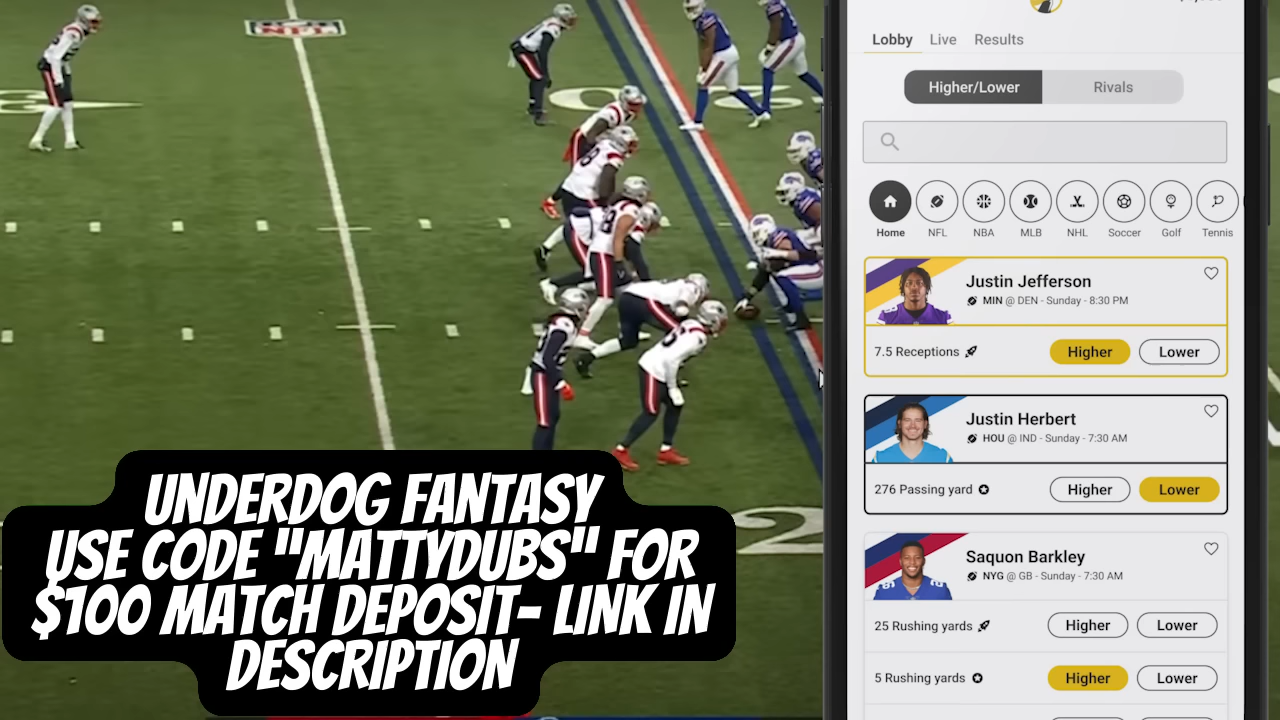 NFL
Lobby Live Results
Higher/Lower Rivals
Home NFL NBA MLB NHL Soccer Golf Tennis
Justin Jefferson
MIN @ DEN - Sunday - 8:30 PM
7.5 Receptions Higher Lower
Justin Herbert
HOU @ IND - Sunday - 7:30 AM
276 Passing yard Higher Lower
Saquon Barkley
NYG @ GB - Sunday - 7:30 AM
25 Rushing yards Higher Lower
5 Rushing yards Higher Lower
UNDERDOG FANTASY
USE CODE "MATTYDUBS" FOR
$100 MATCH DEPOSIT- LINK IN
DESCRIPTION